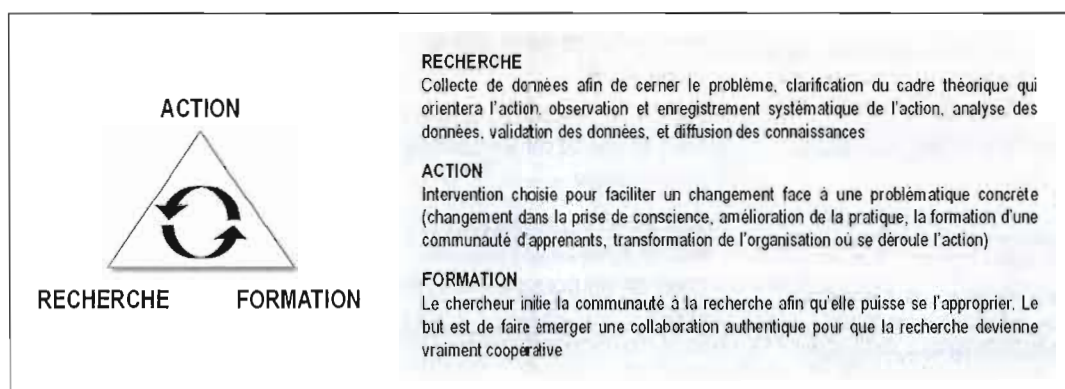 ACTION
RECHERCHE FORMATION
RECHERCHE
Collecte de données afin de cerner le problème, clarification du cadre théorique qui
orientera l'action, observation et enregistrement systématique de l'action, analyse des
données, validation des données, et diffusion des connaissances
ACTION
Intervention choisie pour faciliter un changement face à une problématique concrète
(changement dans la prise de conscience, amélioration de la pratique, la formation d'une
communauté d'apprenants, transformation de l'organisation où se déroule l'action)
FORMATION
Le chercheur initie la communauté à la recherche afin qu'elle puisse se l'approprier. Le
but est de faire émerger une collaboration authentique pour que la recherche devienne
vraiment coopérative